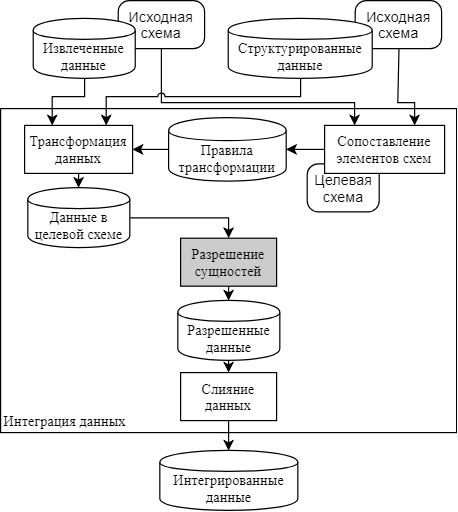 Исходная
схема
Исходная
схема
Извлеченные
данные
Структурированные
данные
Трансформация
данных
Правила
трансформации
Сопоставление
элементов схем
Целевая
схема
Данные в
целевой схеме
Разрешение
сущностей
Разрешенные
данные
Слияние
данных
Интеграция данных
Интегрированные
данные